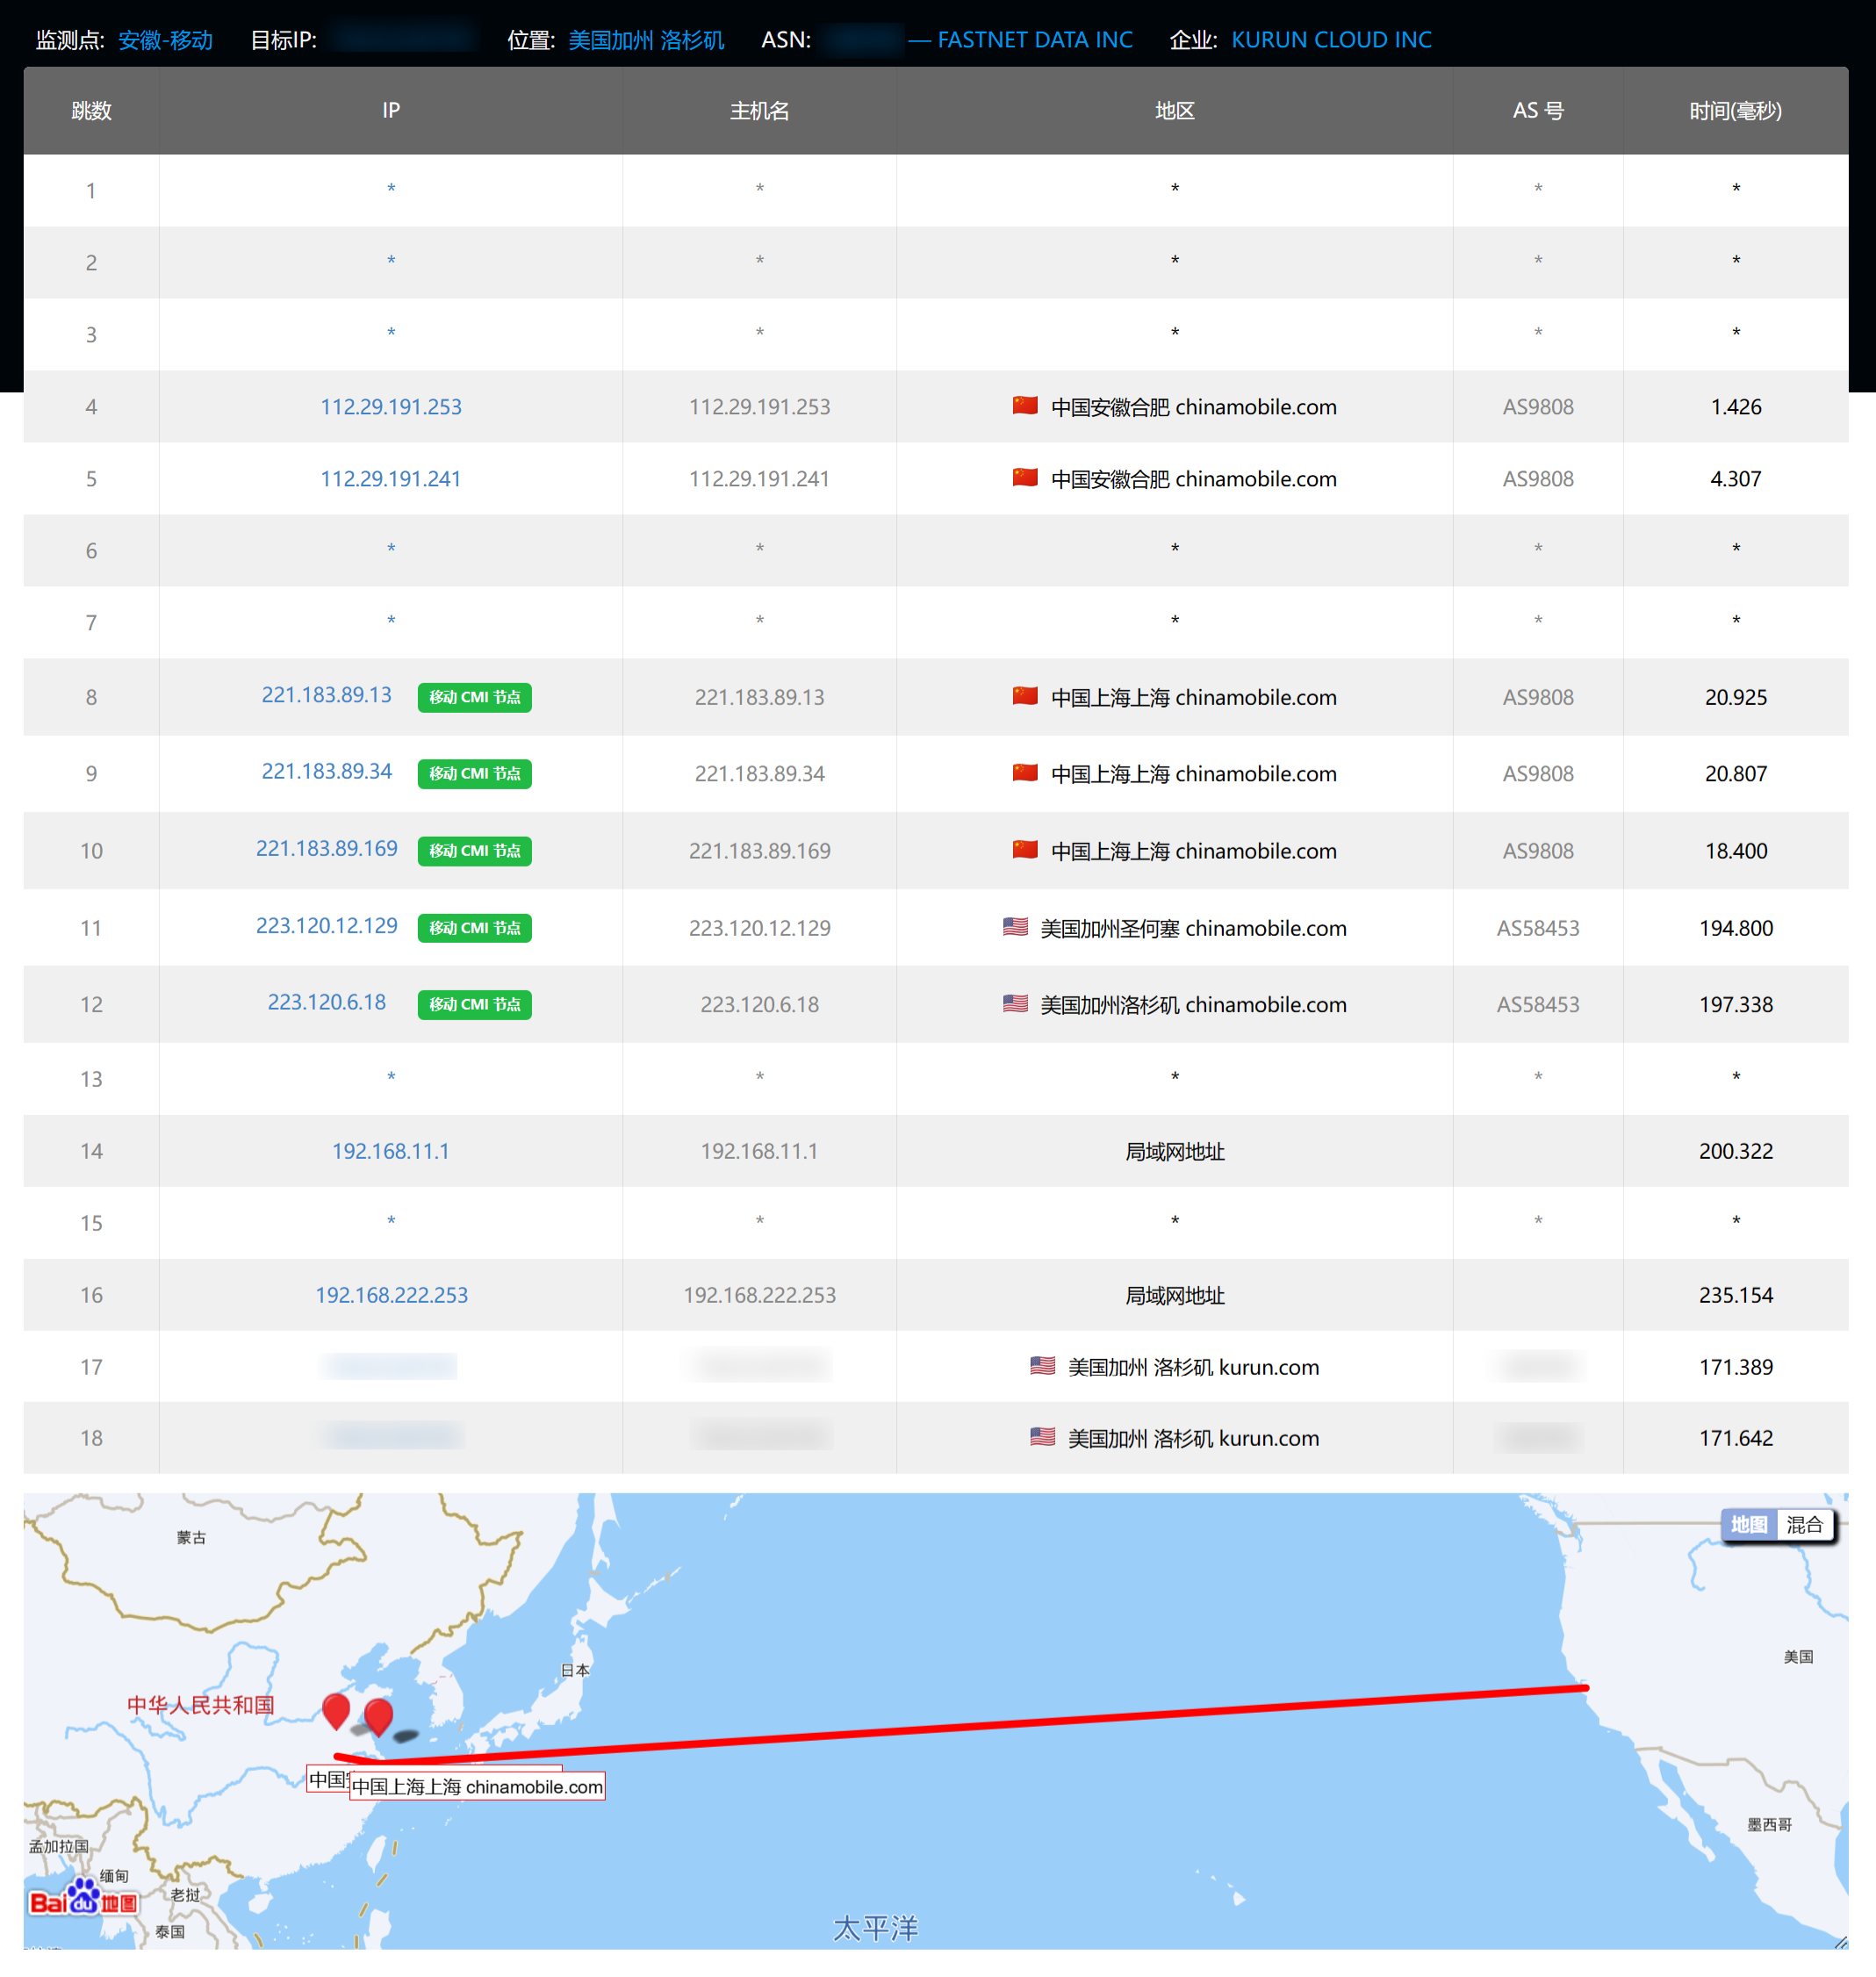 监测点: 安徽-移动 目标IP: 位置: 美国加州 洛杉矶 ASN: — FASTNET DATA INC 企业: KURUN CLOUD INC
跳数 IP 主机名 地区 AS 号 时间(毫秒)
1 * * * * *
2 * * * * *
3 * * * * *
4 112.29.191.253 112.29.191.253 中国安徽合肥 chinamobile.com AS9808 1.426
5 112.29.191.241 112.29.191.241 中国安徽合肥 chinamobile.com AS9808 4.307
6 * * * * *
7 * * * * *
8 221.183.89.13 移动 CMI 节点 221.183.89.13 中国上海上海 chinamobile.com AS9808 20.925
9 221.183.89.34 移动 CMI 节点 221.183.89.34 中国上海上海 chinamobile.com AS9808 20.807
10 221.183.89.169 移动 CMI 节点 221.183.89.169 中国上海上海 chinamobile.com AS9808 18.400
11 223.120.12.129 移动 CMI 节点 223.120.12.129 美国加州圣何塞 chinamobile.com AS58453 194.800
12 223.120.6.18 移动 CMI 节点 223.120.6.18 美国加州洛杉矶 chinamobile.com AS58453 197.338
13 * * * * *
14 192.168.11.1 192.168.11.1 局域网地址 200.322
15 * * * * *
16 192.168.222.253 192.168.222.253 局域网地址 235.154
17 美国加州 洛杉矶 kurun.com 171.389
18 美国加州 洛杉矶 kurun.com 171.642
地图 混合
蒙古
美国
日本
中华人民共和国
中国
中国上海上海 chinamobile.com
墨西哥
孟加拉国
缅甸
老挝
Bai du 地图
泰国
太平洋